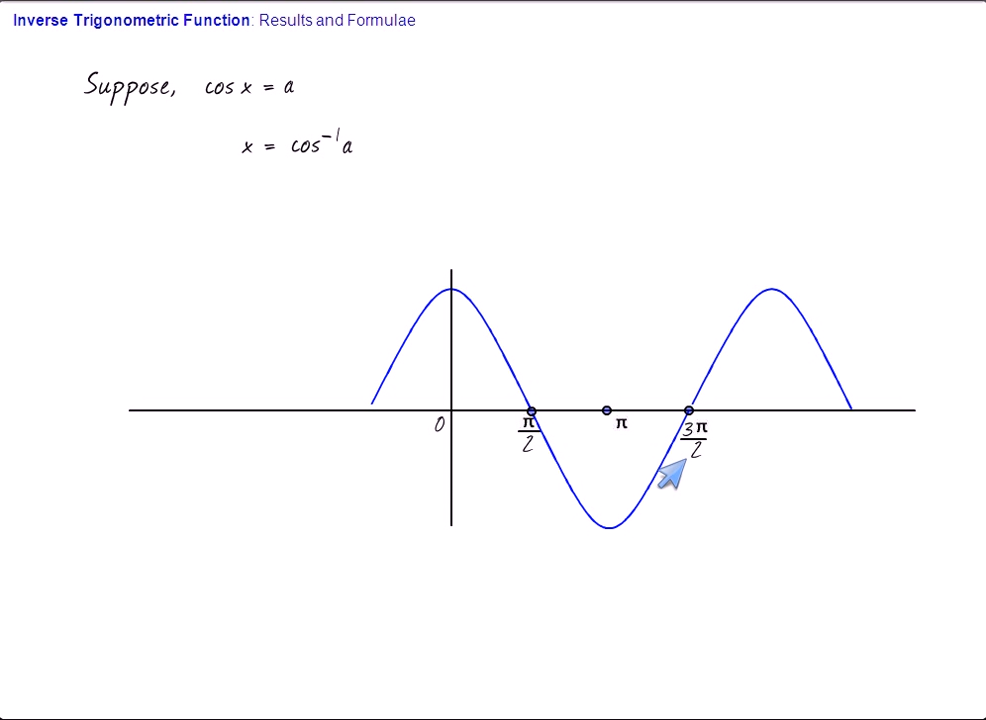 Inverse Trigonometric Function: Results and Formulae
Suppose, cos x = a
x = cos⁻¹a
0
π/2
π
3π/2